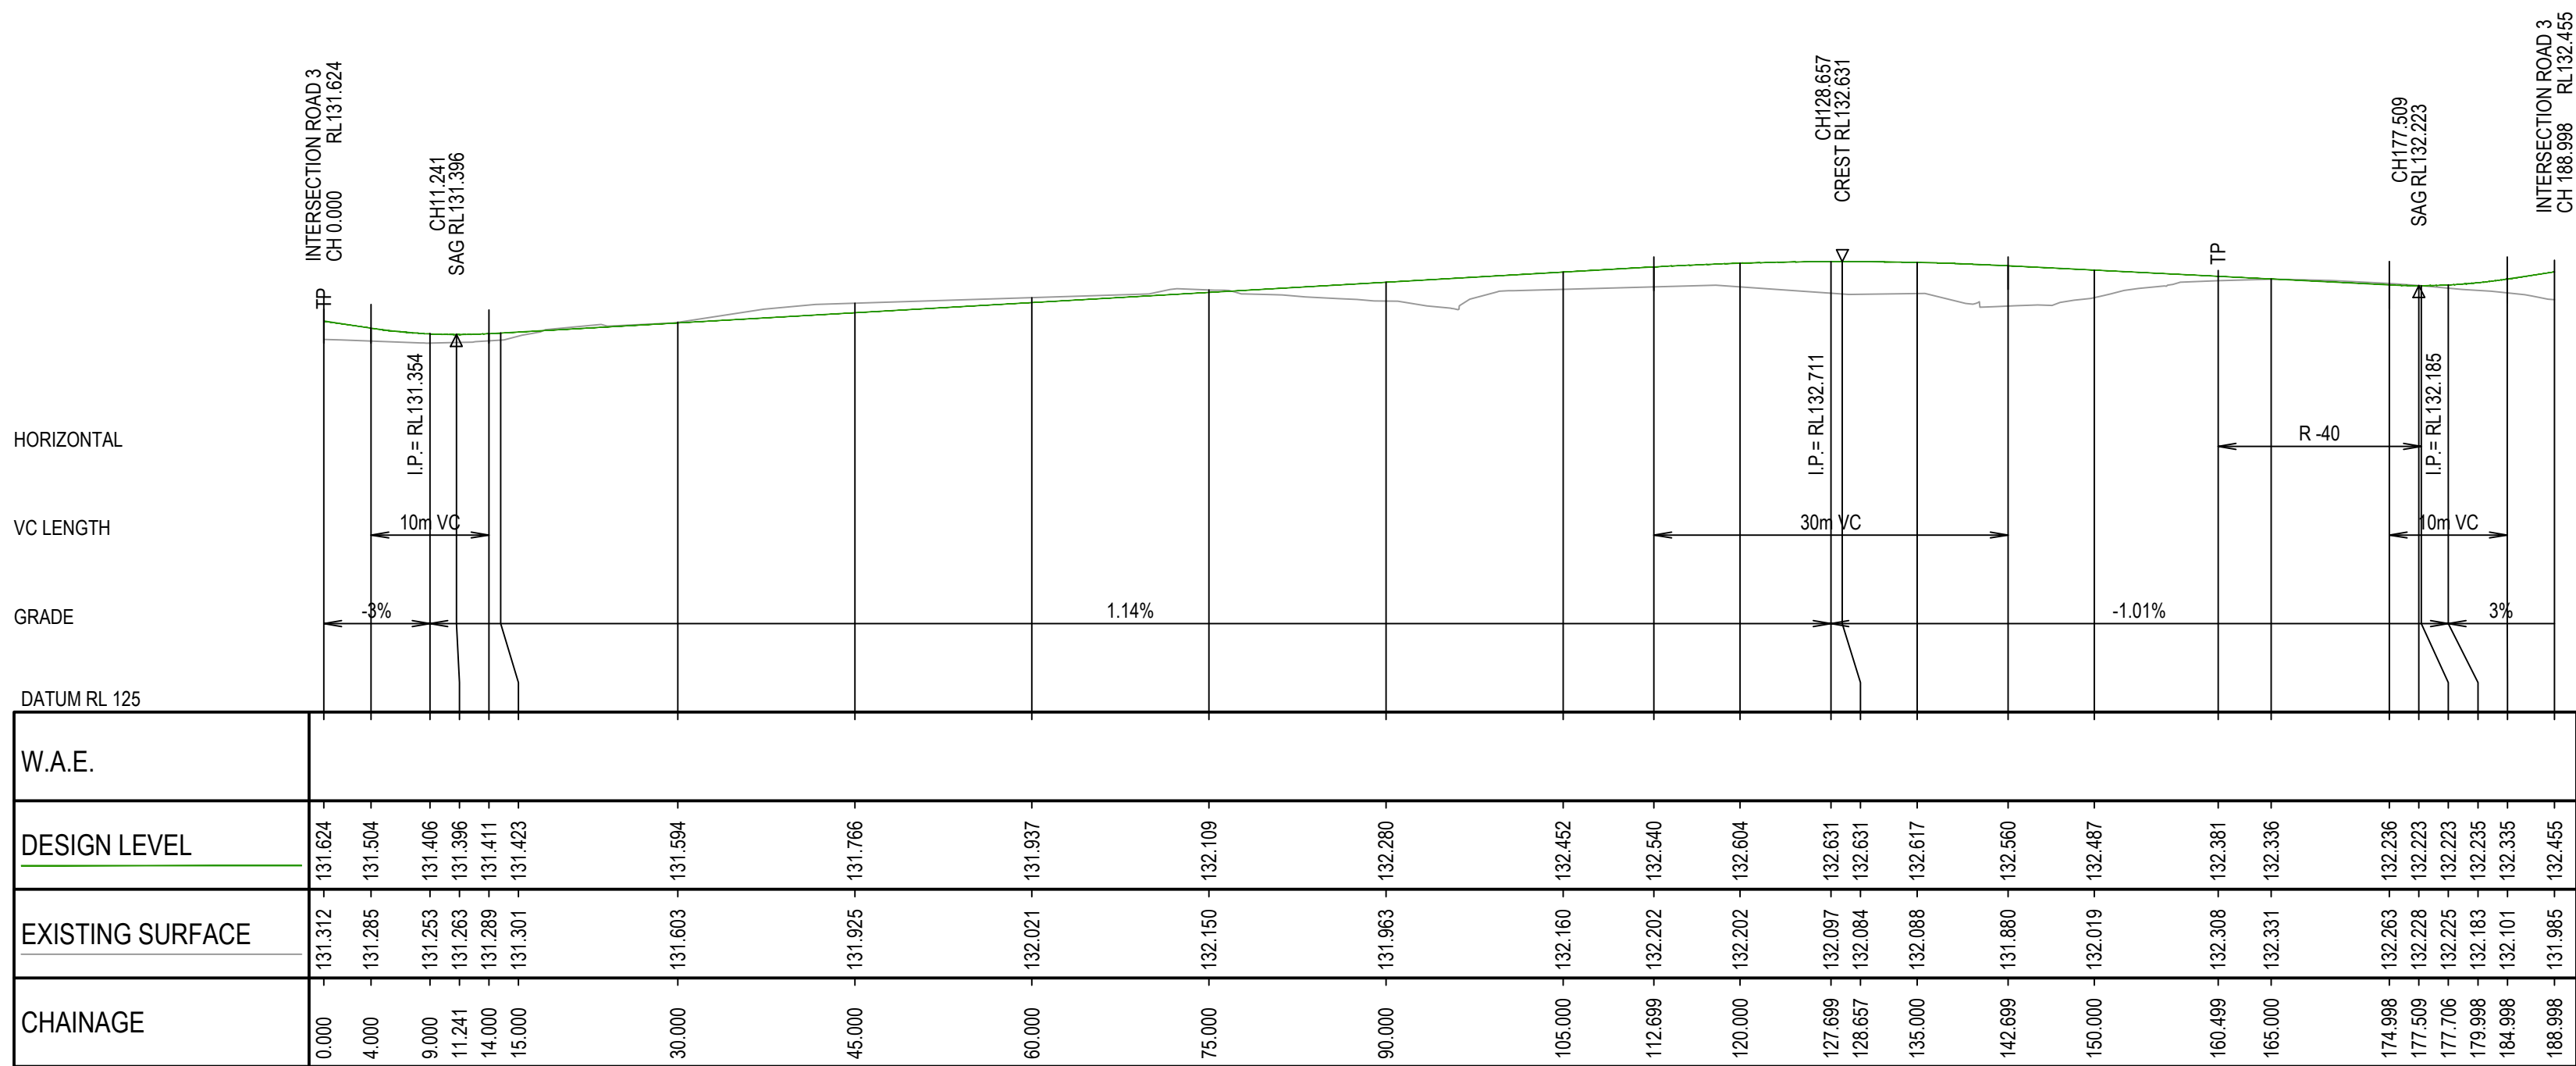 INTERSECTION ROAD 3
CH 0.000 RL131.624
CH11.241
SAG RL131.396
CH128.657
CREST RL132.631
CH177.509
SAG RL132.223
INTERSECTION ROAD 3
CH 188.998 RL132.455
TP
TP
I.P.= RL131.354
I.P.= RL132.711
I.P.= RL132.185
HORIZONTAL
R -40
VC LENGTH
10m VC
30m VC
10m VC
GRADE
-3%
1.14%
-1.01%
3%
DATUM RL 125
W.A.E.
DESIGN LEVEL
131.624 131.504 131.406 131.396 131.411 131.423 131.594 131.766 131.937 132.109 132.280 132.452 132.540 132.604 132.631 132.631 132.617 132.560 132.487 132.381 132.336 132.236 132.223 132.223 132.235 132.335 132.455
EXISTING SURFACE
131.312 131.285 131.253 131.263 131.289 131.301 131.603 131.925 132.021 132.150 131.963 132.160 132.202 132.202 132.097 132.084 132.088 131.880 132.019 132.308 132.331 132.263 132.228 132.225 132.183 132.101 131.985
CHAINAGE
0.000 4.000 9.000 11.241 14.000 15.000 30.000 45.000 60.000 75.000 90.000 105.000 112.699 120.000 127.699 128.657 135.000 142.699 150.000 160.499 165.000 174.998 177.509 177.706 179.998 184.998 188.998